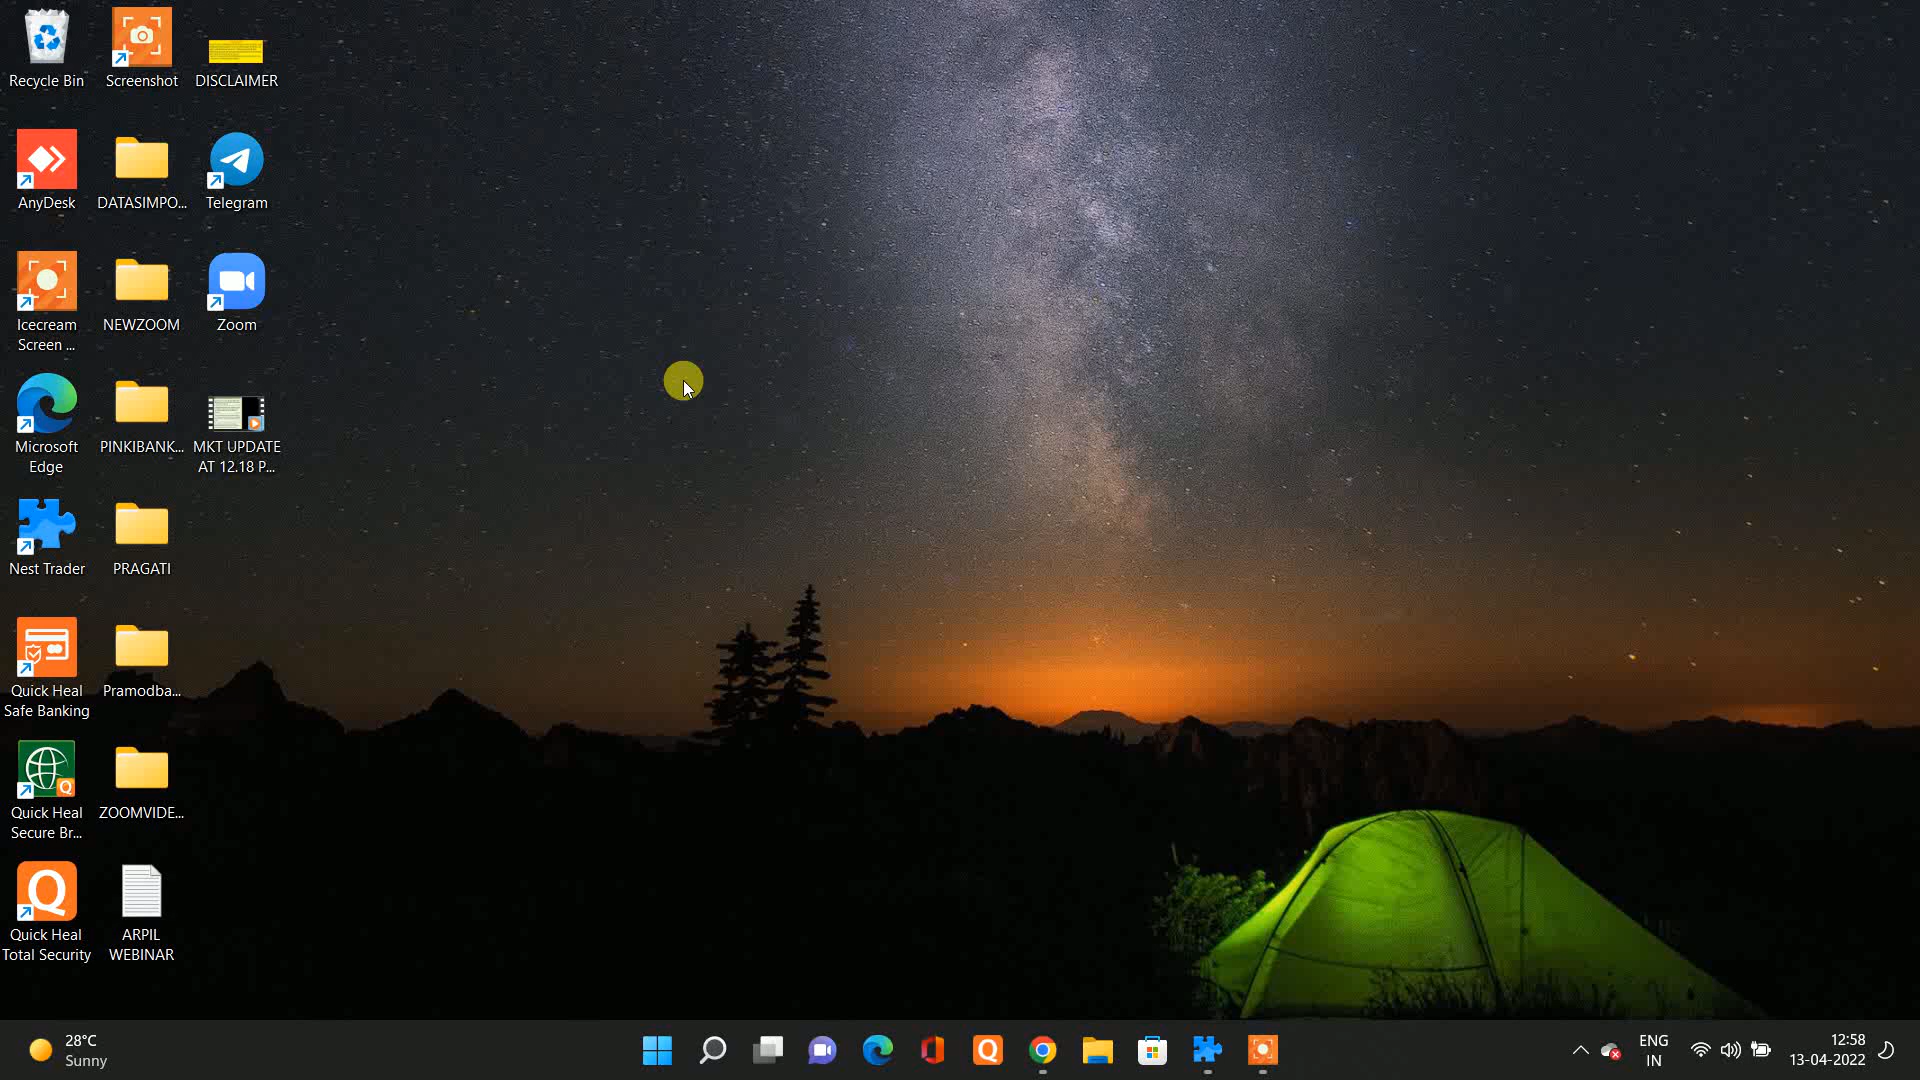 Recycle Bin
Screenshot
DISCLAIMER
AnyDesk
DATASIMPO...
Telegram
Icecream
Screen ...
NEWZOOM
Zoom
Microsoft
Edge
PINKIBANK...
MKT UPDATE
AT 12.18 P...
Nest Trader
PRAGATI
Quick Heal
Safe Banking
Pramodba...
Quick Heal
Secure Br...
ZOOMVIDE...
Quick Heal
Total Security
ARPIL
WEBINAR
28°C
Sunny
ENG
IN
12:58
13-04-2022